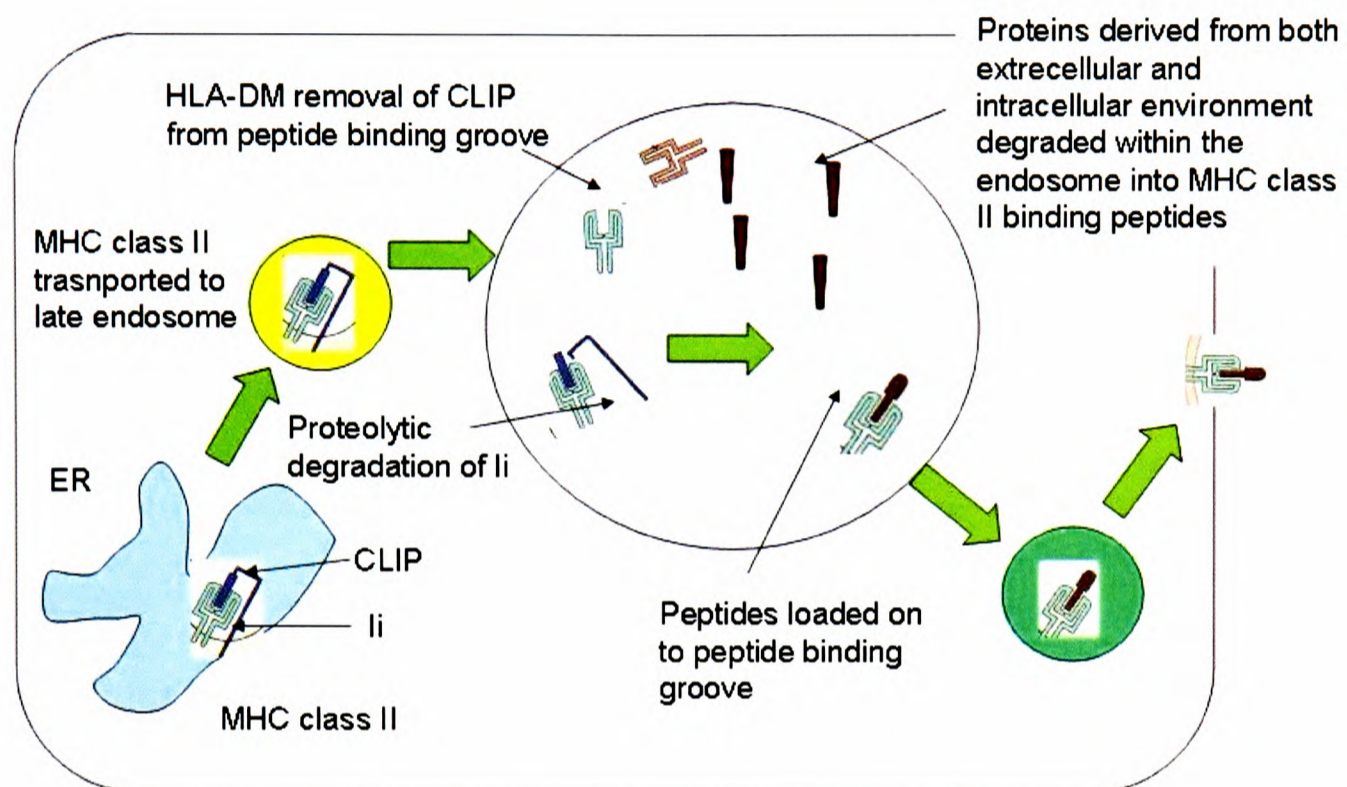 Proteins derived from both
extrecellular and
intracellular environment
degraded within the
endosome into MHC class
II binding peptides
HLA-DM removal of CLIP
from peptide binding groove
MHC class II
trasnported to
late endosome
Proteolytic
degradation of Ii
ER
CLIP
Ii
MHC class II
Peptides loaded on
to peptide binding
groove